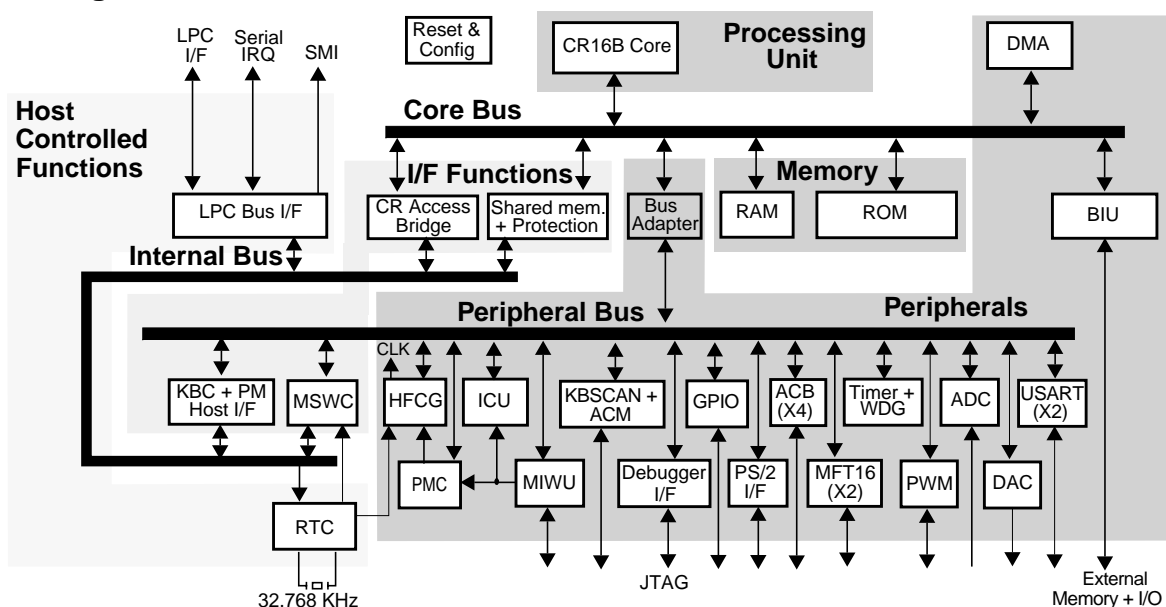 LPC
I/F
Serial
IRQ
SMI
Reset &
Config
CR16B Core
Processing
Unit
DMA
Host
Controlled
Functions
Core Bus
I/F Functions
Memory
LPC Bus I/F
CR Access
Bridge
Shared mem.
+ Protection
Bus
Adapter
RAM
ROM
BIU
Internal Bus
Peripheral Bus
Peripherals
CLK
KBC + PM
Host I/F
MSWC
HFCG
ICU
KBSCAN +
ACM
GPIO
ACB
(X4)
Timer +
WDG
ADC
USART
(X2)
PMC
MIWU
Debugger
I/F
PS/2
I/F
MFT16
(X2)
PWM
DAC
RTC
32.768 KHz
JTAG
External
Memory + I/O